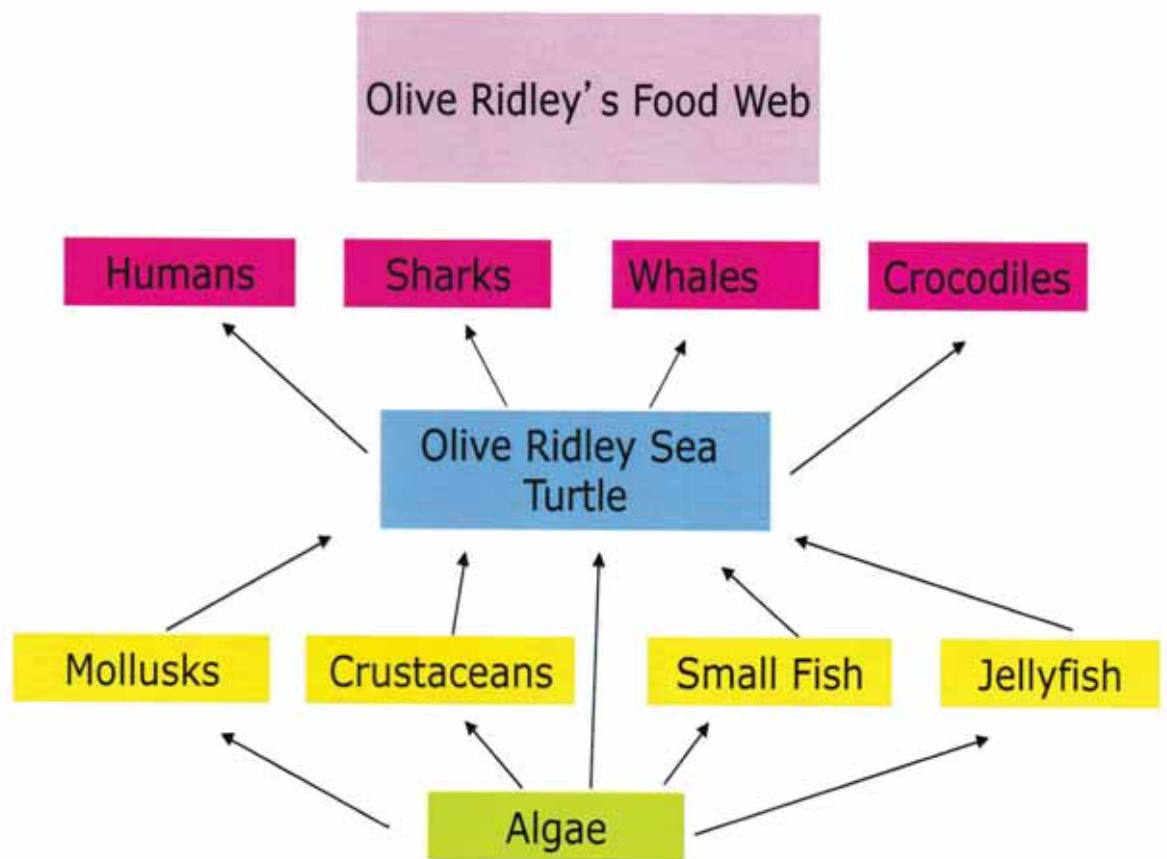 Olive Ridley’s Food Web
Humans
Sharks
Whales
Crocodiles
Olive Ridley Sea
Turtle
Mollusks
Crustaceans
Small Fish
Jellyfish
Algae